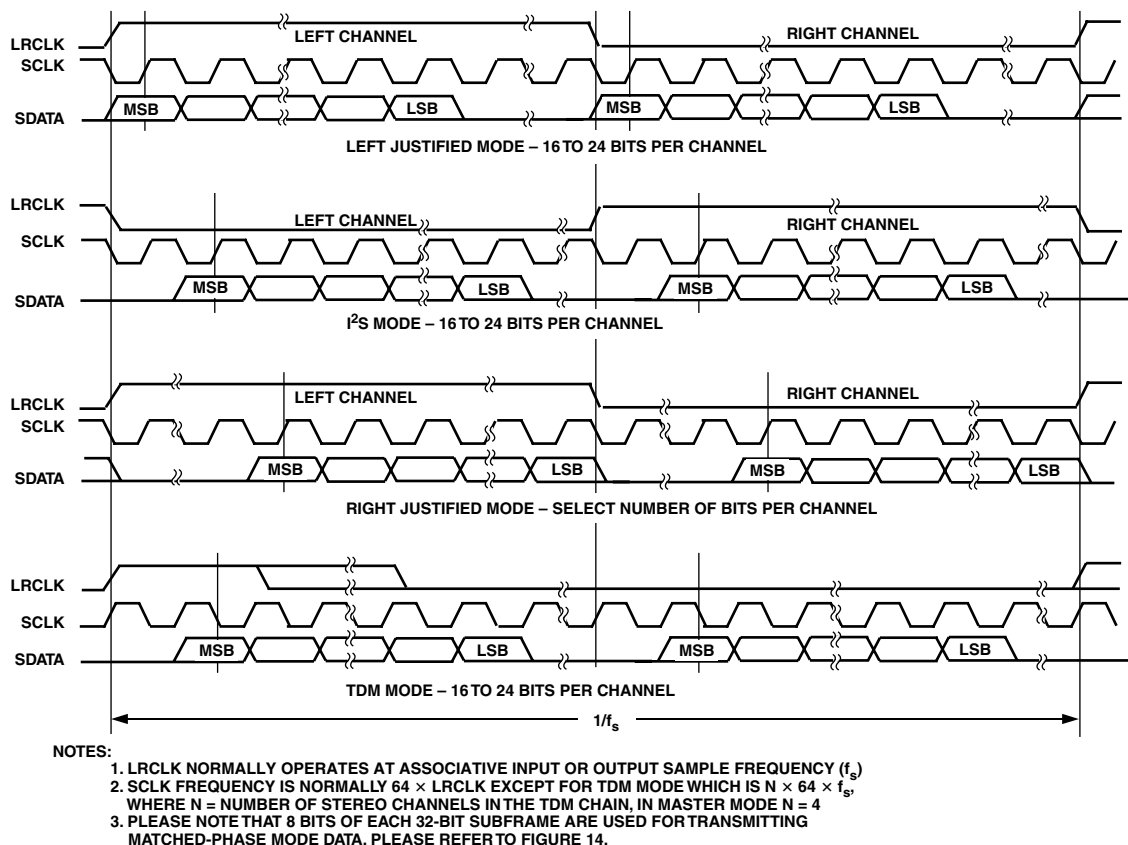 LRCLK
LEFT CHANNEL
RIGHT CHANNEL
SCLK
SDATA
MSB
LSB
MSB
LSB
LEFT JUSTIFIED MODE – 16 TO 24 BITS PER CHANNEL
LRCLK
LEFT CHANNEL
RIGHT CHANNEL
SCLK
SDATA
MSB
LSB
MSB
LSB
I²S MODE – 16 TO 24 BITS PER CHANNEL
LRCLK
LEFT CHANNEL
RIGHT CHANNEL
SCLK
SDATA
MSB
LSB
MSB
LSB
RIGHT JUSTIFIED MODE – SELECT NUMBER OF BITS PER CHANNEL
LRCLK
SCLK
SDATA
MSB
LSB
MSB
LSB
TDM MODE – 16 TO 24 BITS PER CHANNEL
1/fs
NOTES:
1. LRCLK NORMALLY OPERATES AT ASSOCIATIVE INPUT OR OUTPUT SAMPLE FREQUENCY (fs)
2. SCLK FREQUENCY IS NORMALLY 64 × LRCLK EXCEPT FOR TDM MODE WHICH IS N × 64 × fs,
WHERE N = NUMBER OF STEREO CHANNELS IN THE TDM CHAIN, IN MASTER MODE N = 4
3. PLEASE NOTE THAT 8 BITS OF EACH 32-BIT SUBFRAME ARE USED FOR TRANSMITTING
MATCHED-PHASE MODE DATA. PLEASE REFER TO FIGURE 14.